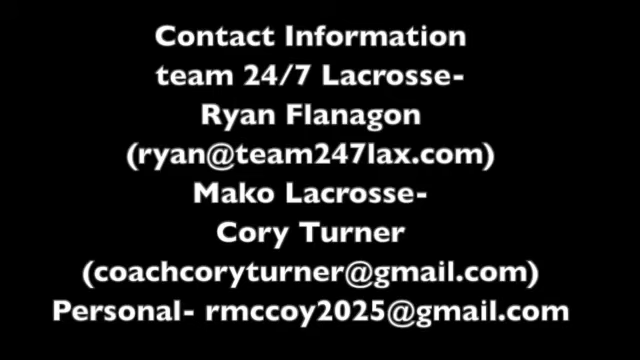 Contact Information
team 24/7 Lacrosse-
Ryan Flanagon
(ryan@team247lax.com)
Mako Lacrosse-
Cory Turner
(coachcoryturner@gmail.com)
Personal- rmccoy2025@gmail.com